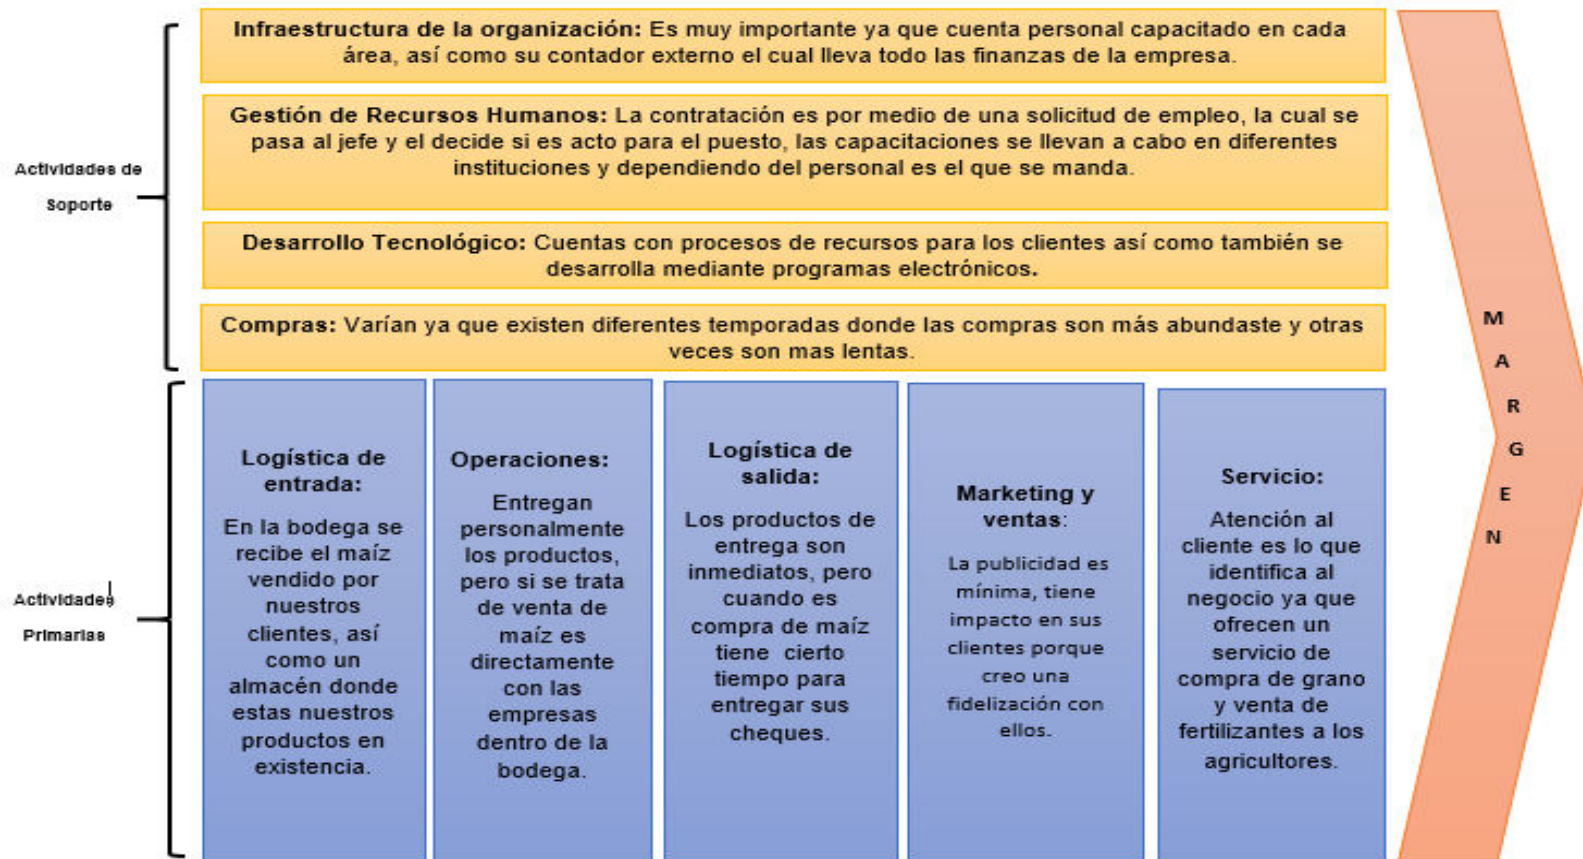 Infraestructura de la organización: Es muy importante ya que cuenta personal capacitado en cada
área, así como su contador externo el cual lleva todo las finanzas de la empresa.
Gestión de Recursos Humanos: La contratación es por medio de una solicitud de empleo, la cual se
pasa al jefe y el decide si es acto para el puesto, las capacitaciones se llevan a cabo en diferentes
instituciones y dependiendo del personal es el que se manda.
Actividades de
Soporte
Desarrollo Tecnológico: Cuentas con procesos de recursos para los clientes así como también se
desarrolla mediante programas electrónicos.
Compras: Varían ya que existen diferentes temporadas donde las compras son más abundaste y otras
veces son mas lentas.
Actividades
Primarias
Logística de
entrada:
En la bodega se
recibe el maíz
vendido por
nuestros
clientes, así
como un
almacén donde
estas nuestros
productos en
existencia.
Operaciones:
Entregan
personalmente
los productos,
pero si se trata
de venta de
maíz es
directamente
con las
empresas
dentro de la
bodega.
Logística de
salida:
Los productos de
entrega son
inmediatos, pero
cuando es
compra de maíz
tiene cierto
tiempo para
entregar sus
cheques.
Marketing y
ventas:
La publicidad es
mínima, tiene
impacto en sus
clientes porque
creo una
fidelización con
ellos.
Servicio:
Atención al
cliente es lo que
identifica al
negocio ya que
ofrecen un
servicio de
compra de grano
y venta de
fertilizantes a los
agricultores.
MARGEN